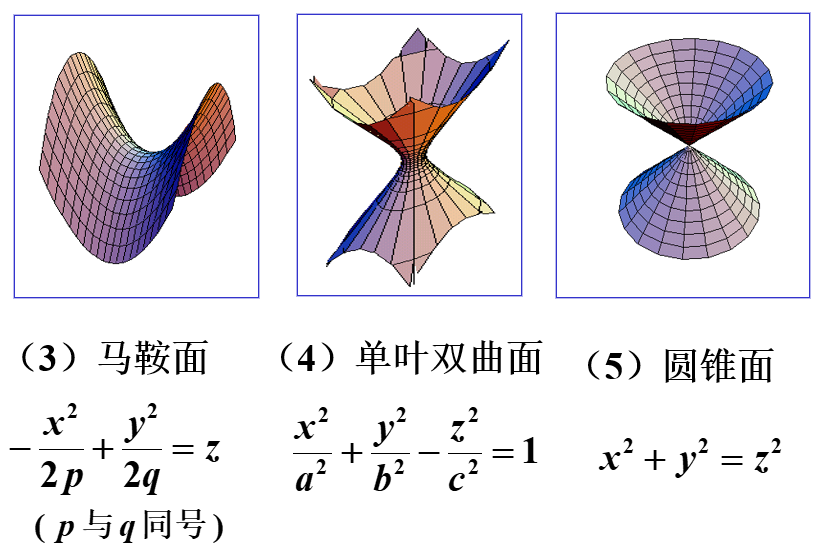 （3）马鞍面
（4）单叶双曲面
（5）圆锥面
-x²/2p + y²/2q = z
x²/a² + y²/b² - z²/c² = 1
x² + y² = z²
( p 与 q 同号 )